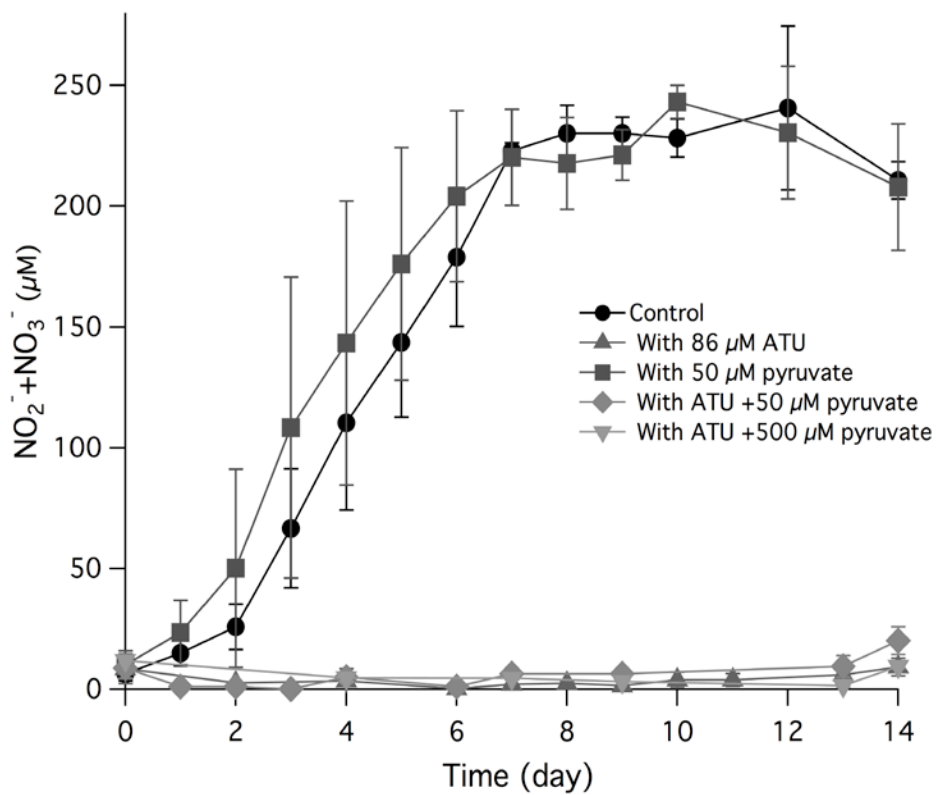 250
200
150
100
50
0
NO₂⁻+NO₃⁻ (µM)
Control
With 86 µM ATU
With 50 µM pyruvate
With ATU +50 µM pyruvate
With ATU +500 µM pyruvate
0 2 4 6 8 10 12 14
Time (day)